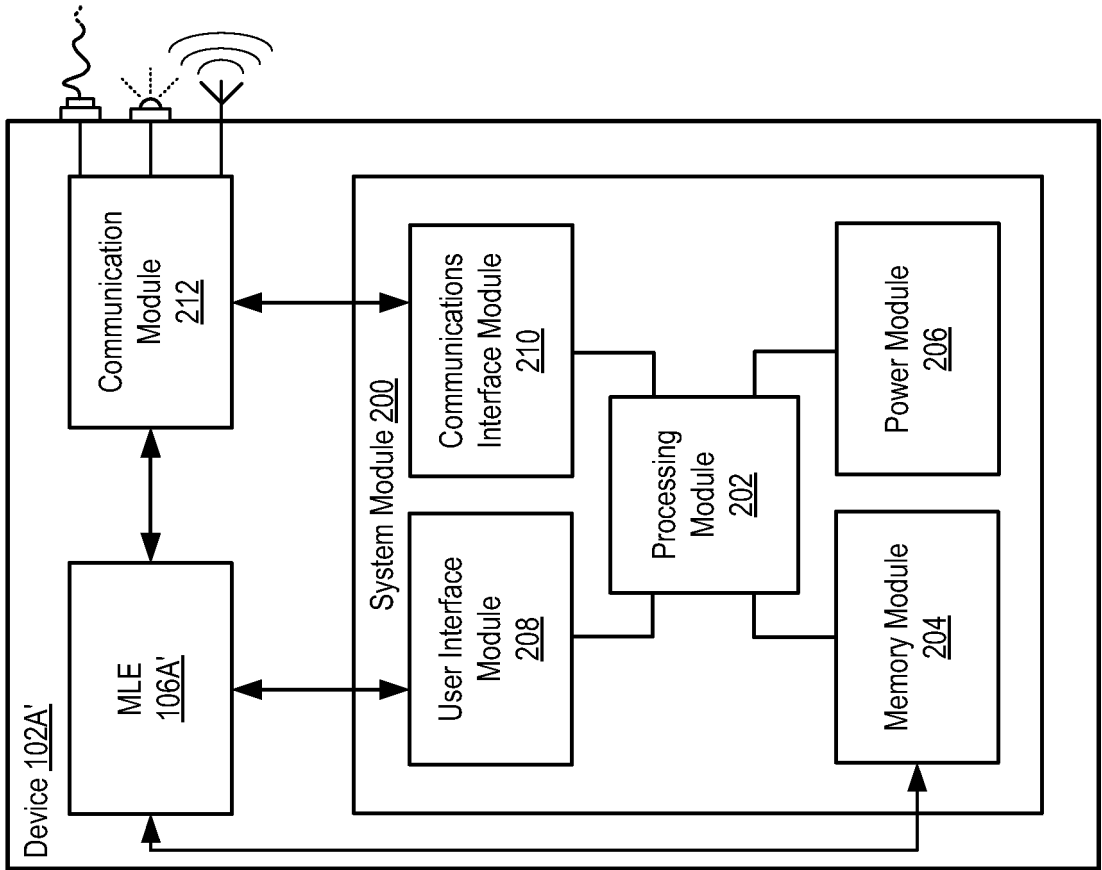 Device 102A'
MLE
106A'
Communication
Module
212
System Module 200
User Interface
Module
208
Communications
Interface Module
210
Processing
Module
202
Memory Module
204
Power Module
206